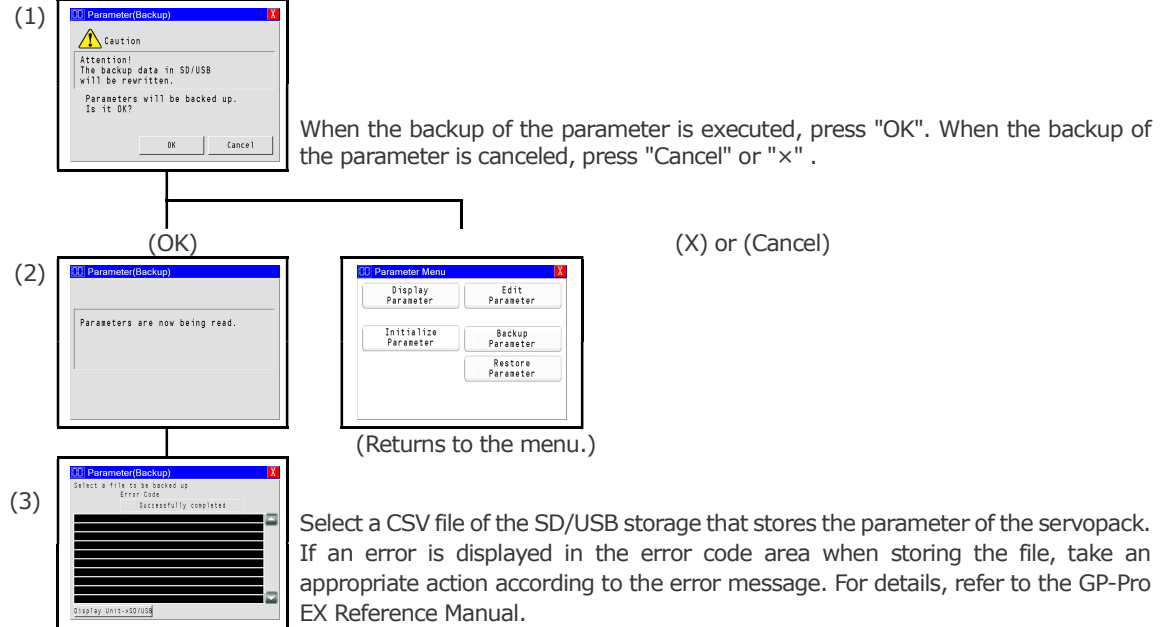 (1)
Parameter(Backup) X
Caution
Attention!
The backup data in SD/USB
will be rewritten.
Parameters will be backed up.
Is it OK?
OK Cancel
When the backup of the parameter is executed, press "OK". When the backup of
the parameter is canceled, press "Cancel" or "×" .
(OK) (X) or (Cancel)
(2)
Parameter(Backup)
Parameters are now being read.
Parameter Menu X
Display
Parameter
Edit
Parameter
Initialize
Parameter
Backup
Parameter
Restore
Parameter
(Returns to the menu.)
(3)
Parameter(Backup) X
Select a file to be backed up
Error Code
Successfully completed
Display Unit->SD/USB
Select a CSV file of the SD/USB storage that stores the parameter of the servopack.
If an error is displayed in the error code area when storing the file, take an
appropriate action according to the error message. For details, refer to the GP-Pro
EX Reference Manual.